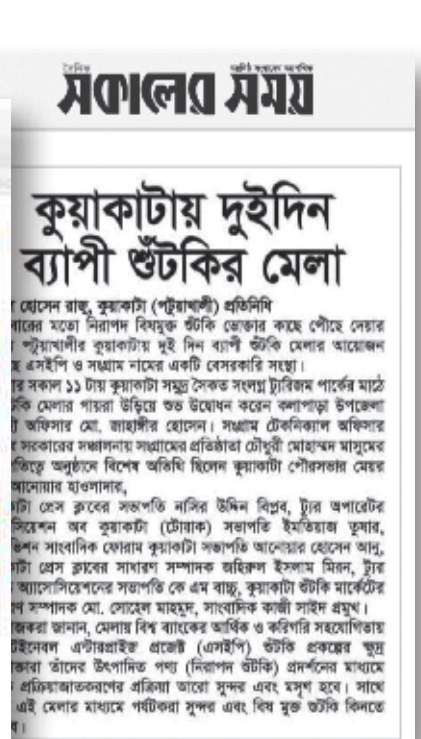 দৈনিক
সকালের সময়
কুয়াকাটায় দুইদিন
ব্যাপী শুঁটকির মেলা
হোসেন রাজু, কুয়াকাটা (পটুয়াখালী) প্রতিনিধি
বারের মতো নিরাপদ বিষমুক্ত শুঁটকি ভোক্তার কাছে পৌঁছে দেয়ার
পটুয়াখালীর কুয়াকাটায় দুই দিন ব্যাপী শুঁটকি মেলার আয়োজন
ছে এসইপি ও সংগ্রাম নামের একটি বেসরকারি সংস্থা।
র সকাল ১১ টায় কুয়াকাটা সমুদ্র সৈকত সংলগ্ন ট্যুরিজম পার্কের মাঠে
টকি মেলার পায়রা উড়িয়ে শুভ উদ্বোধন করেন কলাপাড়া উপজেলা
ী অফিসার মো. জাহাঙ্গীর হোসেন। সংগ্রাম টেকনিক্যাল অফিসার
সরকারের সঞ্চালনায় সংগ্রামের প্রতিষ্ঠাতা চৌধুরী মোহাম্মদ মাসুমের
তিত্বে অনুষ্ঠানে বিশেষ অতিথি ছিলেন কুয়াকাটা পৌরসভার মেয়র
আনোয়ার হাওলাদার,
াটা প্রেস ক্লাবের সভাপতি নাসির উদ্দিন বিপ্লব, ট্যুর অপারেটর
সিয়েশন অব কুয়াকাটা (টোয়াক) সভাপতি ইমতিয়াজ তুষার,
ভিশন সাংবাদিক ফোরাম কুয়াকাটা সভাপতি আনোয়ার হোসেন আনু,
াটা প্রেস ক্লাবের সাধারণ সম্পাদক জহিরুল ইসলাম মিরন, ট্যুর
অ্যাসোসিয়েশনের সভাপতি কে এম বাচ্চু, কুয়াকাটা শুঁটকি মার্কেটের
রণ সম্পাদক মো. সোহেল মাহমুদ, সাংবাদিক কাজী সাইদ প্রমুখ।
জকরা জানান, মেলায় বিশ্ব ব্যাংকের আর্থিক ও কারিগরি সহযোগিতায়
টইনেবল এন্টারপ্রাইজ প্রজেক্ট (এসইপি) শুঁটকি প্রকল্পের ক্ষুদ্র
ক্তারা তাঁদের উৎপাদিত পণ্য (নিরাপদ শুঁটকি) প্রদর্শনের মাধ্যমে
প্রক্রিয়াজাতকরণের প্রক্রিয়া আরো সুন্দর এবং মসৃণ হবে। সাথে
এই মেলার মাধ্যমে পর্যটকরা সুন্দর এবং বিষ মুক্ত শুঁটকি কিনতে
ে।